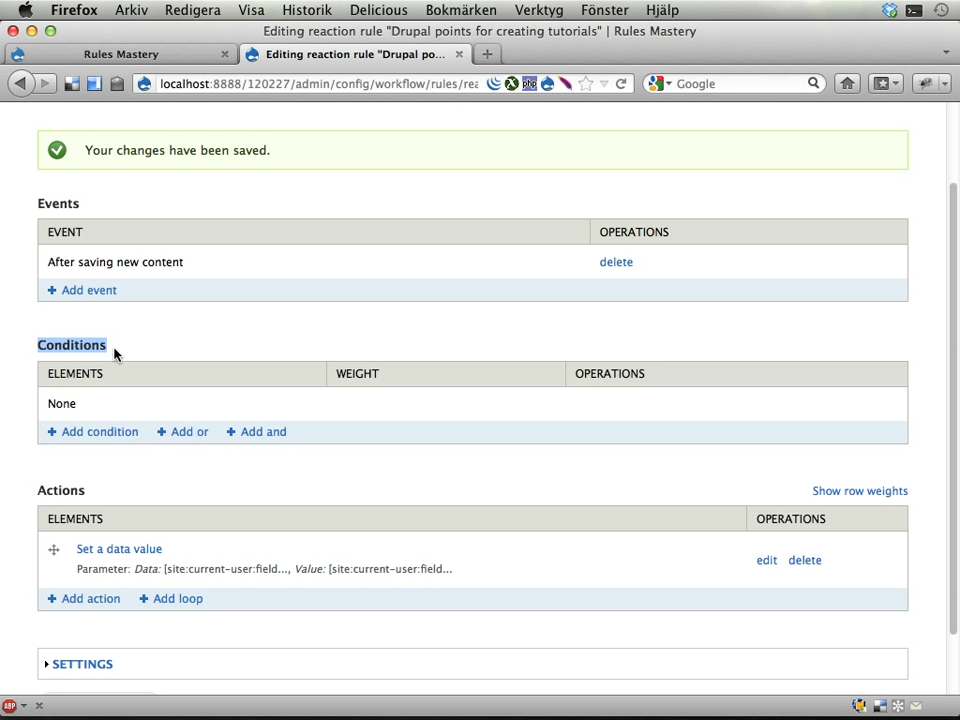 Firefox Arkiv Redigera Visa Historik Delicious Bokmärken Verktyg Fönster Hjälp
Editing reaction rule "Drupal points for creating tutorials" | Rules Mastery
Rules Mastery
Editing reaction rule "Drupal po...
localhost:8888/120227/admin/config/workflow/rules/rea
php
Google
Your changes have been saved.
Events
EVENT OPERATIONS
After saving new content delete
Add event
Conditions
ELEMENTS WEIGHT OPERATIONS
None
Add condition Add or Add and
Actions Show row weights
ELEMENTS OPERATIONS
Set a data value
Parameter: Data: [site:current-user:field..., Value: [site:current-user:field...
edit delete
Add action Add loop
SETTINGS
ABP